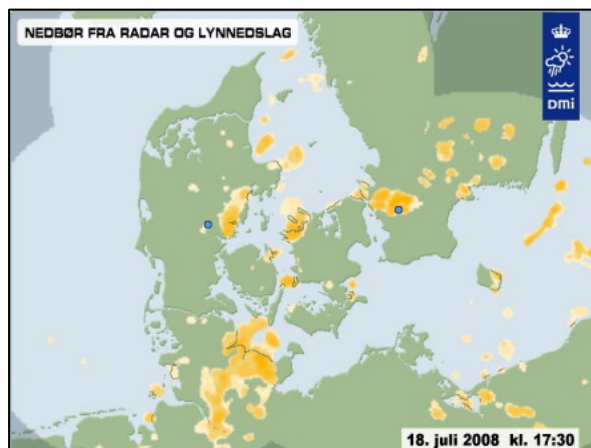 NEDBØR FRA RADAR OG LYNNEDSLAG
DMI
18. juli 2008 kl. 17:30